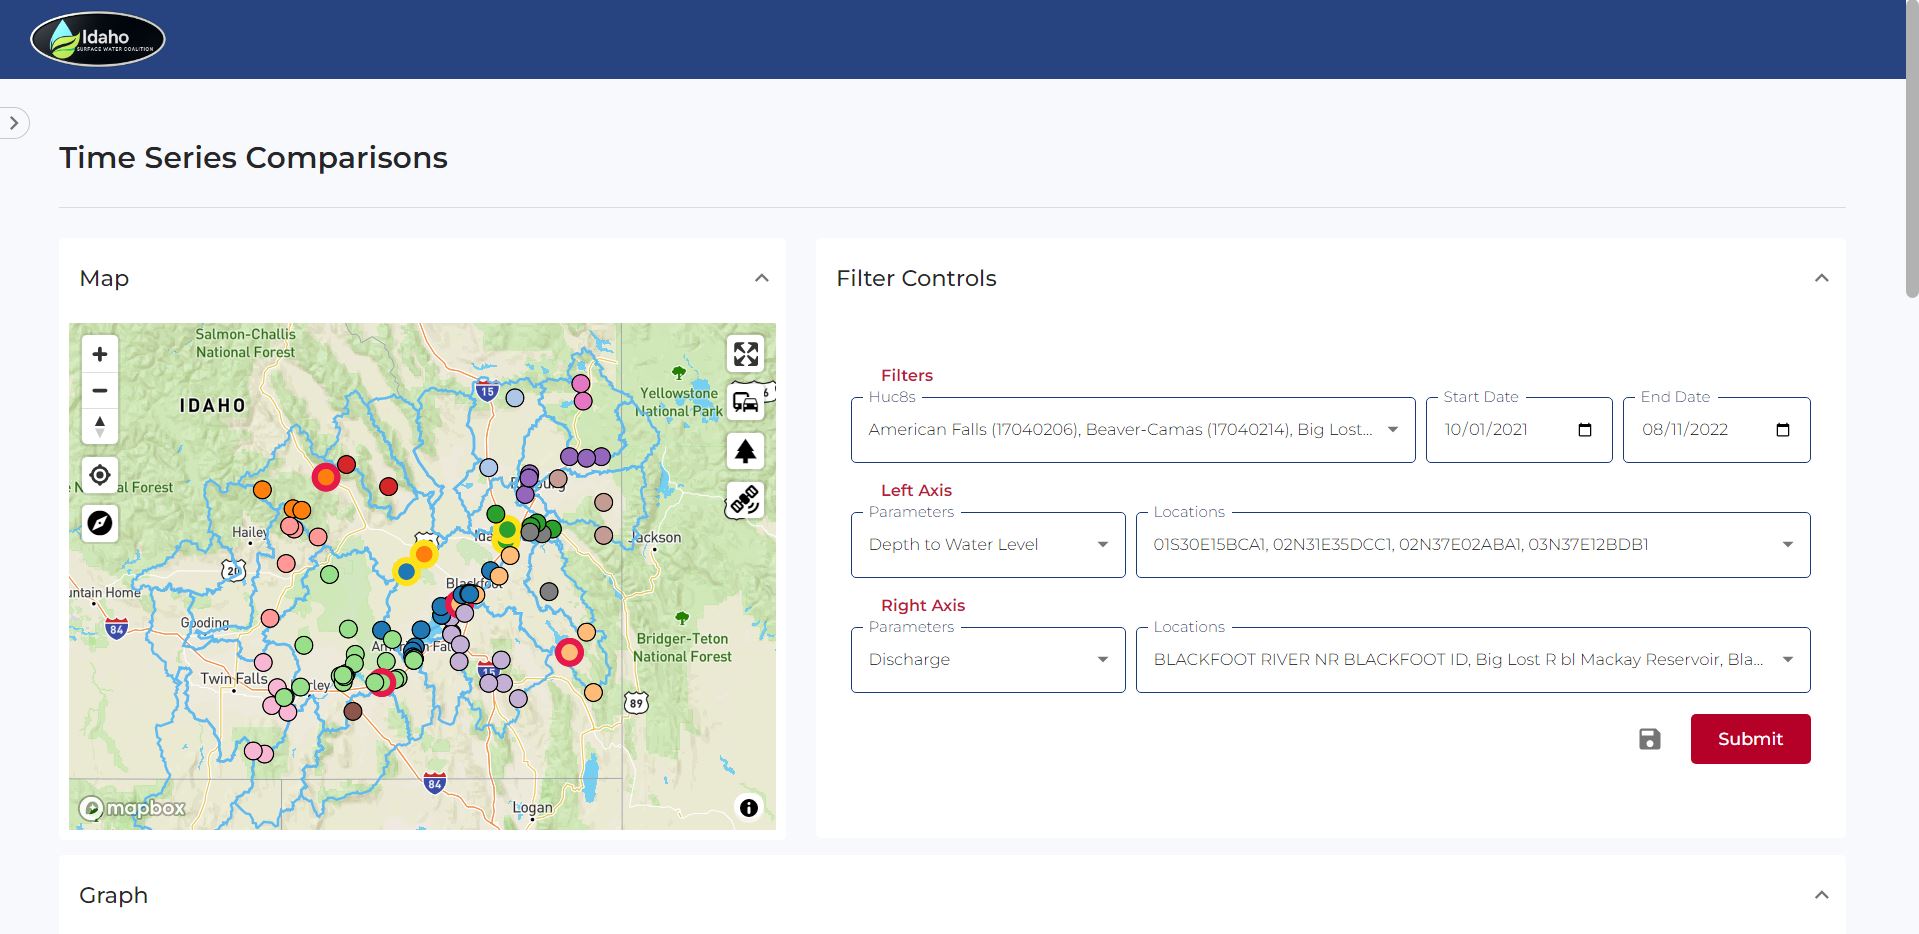 Idaho
SURFACE WATER COALITION
Time Series Comparisons
Map
Salmon-Challis
National Forest
IDAHO
15
Yellowstone
National Park
6
al Forest
Hailey
Jackson
20
untain Home
Blackfoot
84
Gooding
Bridger-Teton
National Forest
15
Twin Falls
rley
89
84
Logan
mapbox
Filter Controls
Filters
Huc8s
American Falls (17040206), Beaver-Camas (17040214), Big Lost...
Start Date
10/01/2021
End Date
08/11/2022
Left Axis
Parameters
Depth to Water Level
Locations
01S30E15BCA1, 02N31E35DCC1, 02N37E02ABA1, 03N37E12BDB1
Right Axis
Parameters
Discharge
Locations
BLACKFOOT RIVER NR BLACKFOOT ID, Big Lost R bl Mackay Reservoir, Bla...
Submit
Graph